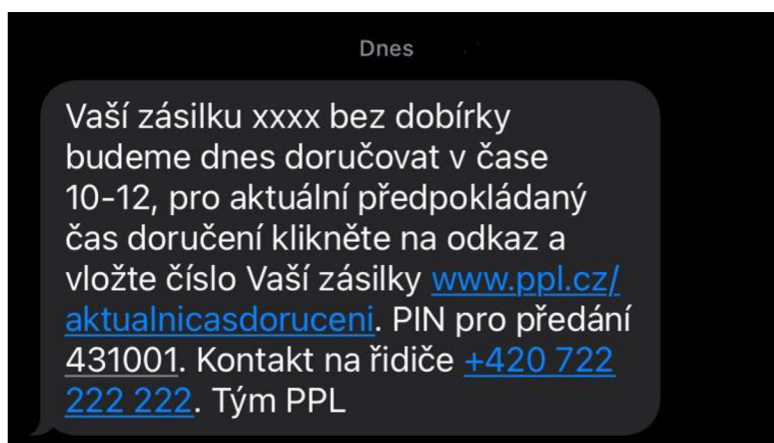 Dnes
Vaší zásilku xxxx bez dobírky
budeme dnes doručovat v čase
10-12, pro aktuální předpokládaný
čas doručení klikněte na odkaz a
vložte číslo Vaší zásilky www.ppl.cz/
aktualnicasdoruceni. PIN pro předání
431001. Kontakt na řidiče +420 722
222 222. Tým PPL